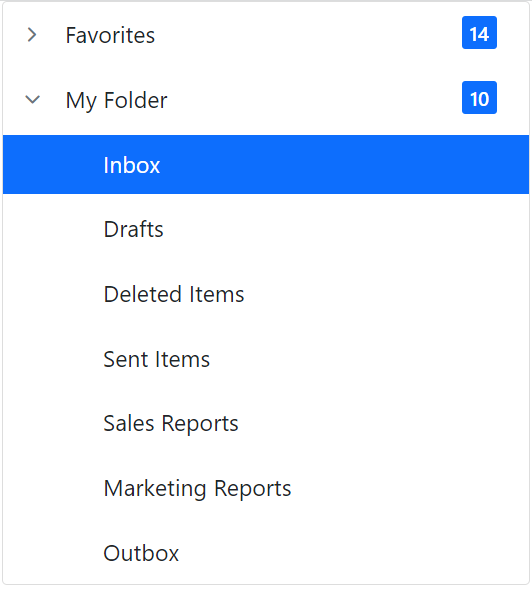 Favorites 14
My Folder 10
Inbox
Drafts
Deleted Items
Sent Items
Sales Reports
Marketing Reports
Outbox